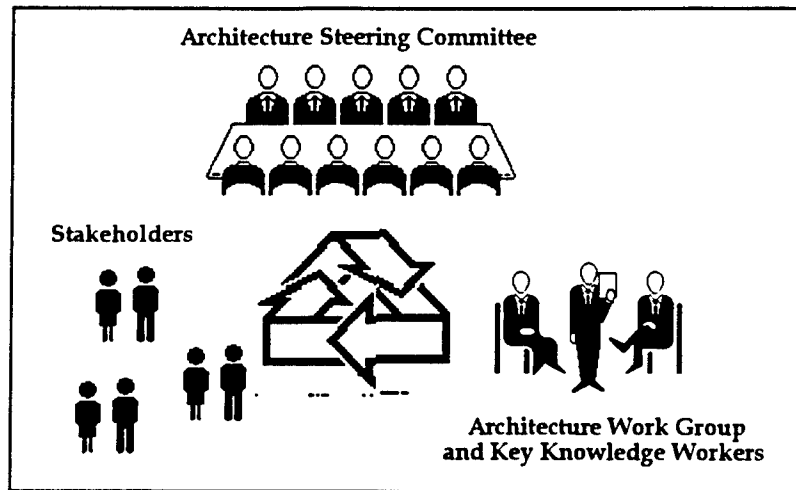 Architecture Steering Committee
Stakeholders
Architecture Work Group
and Key Knowledge Workers